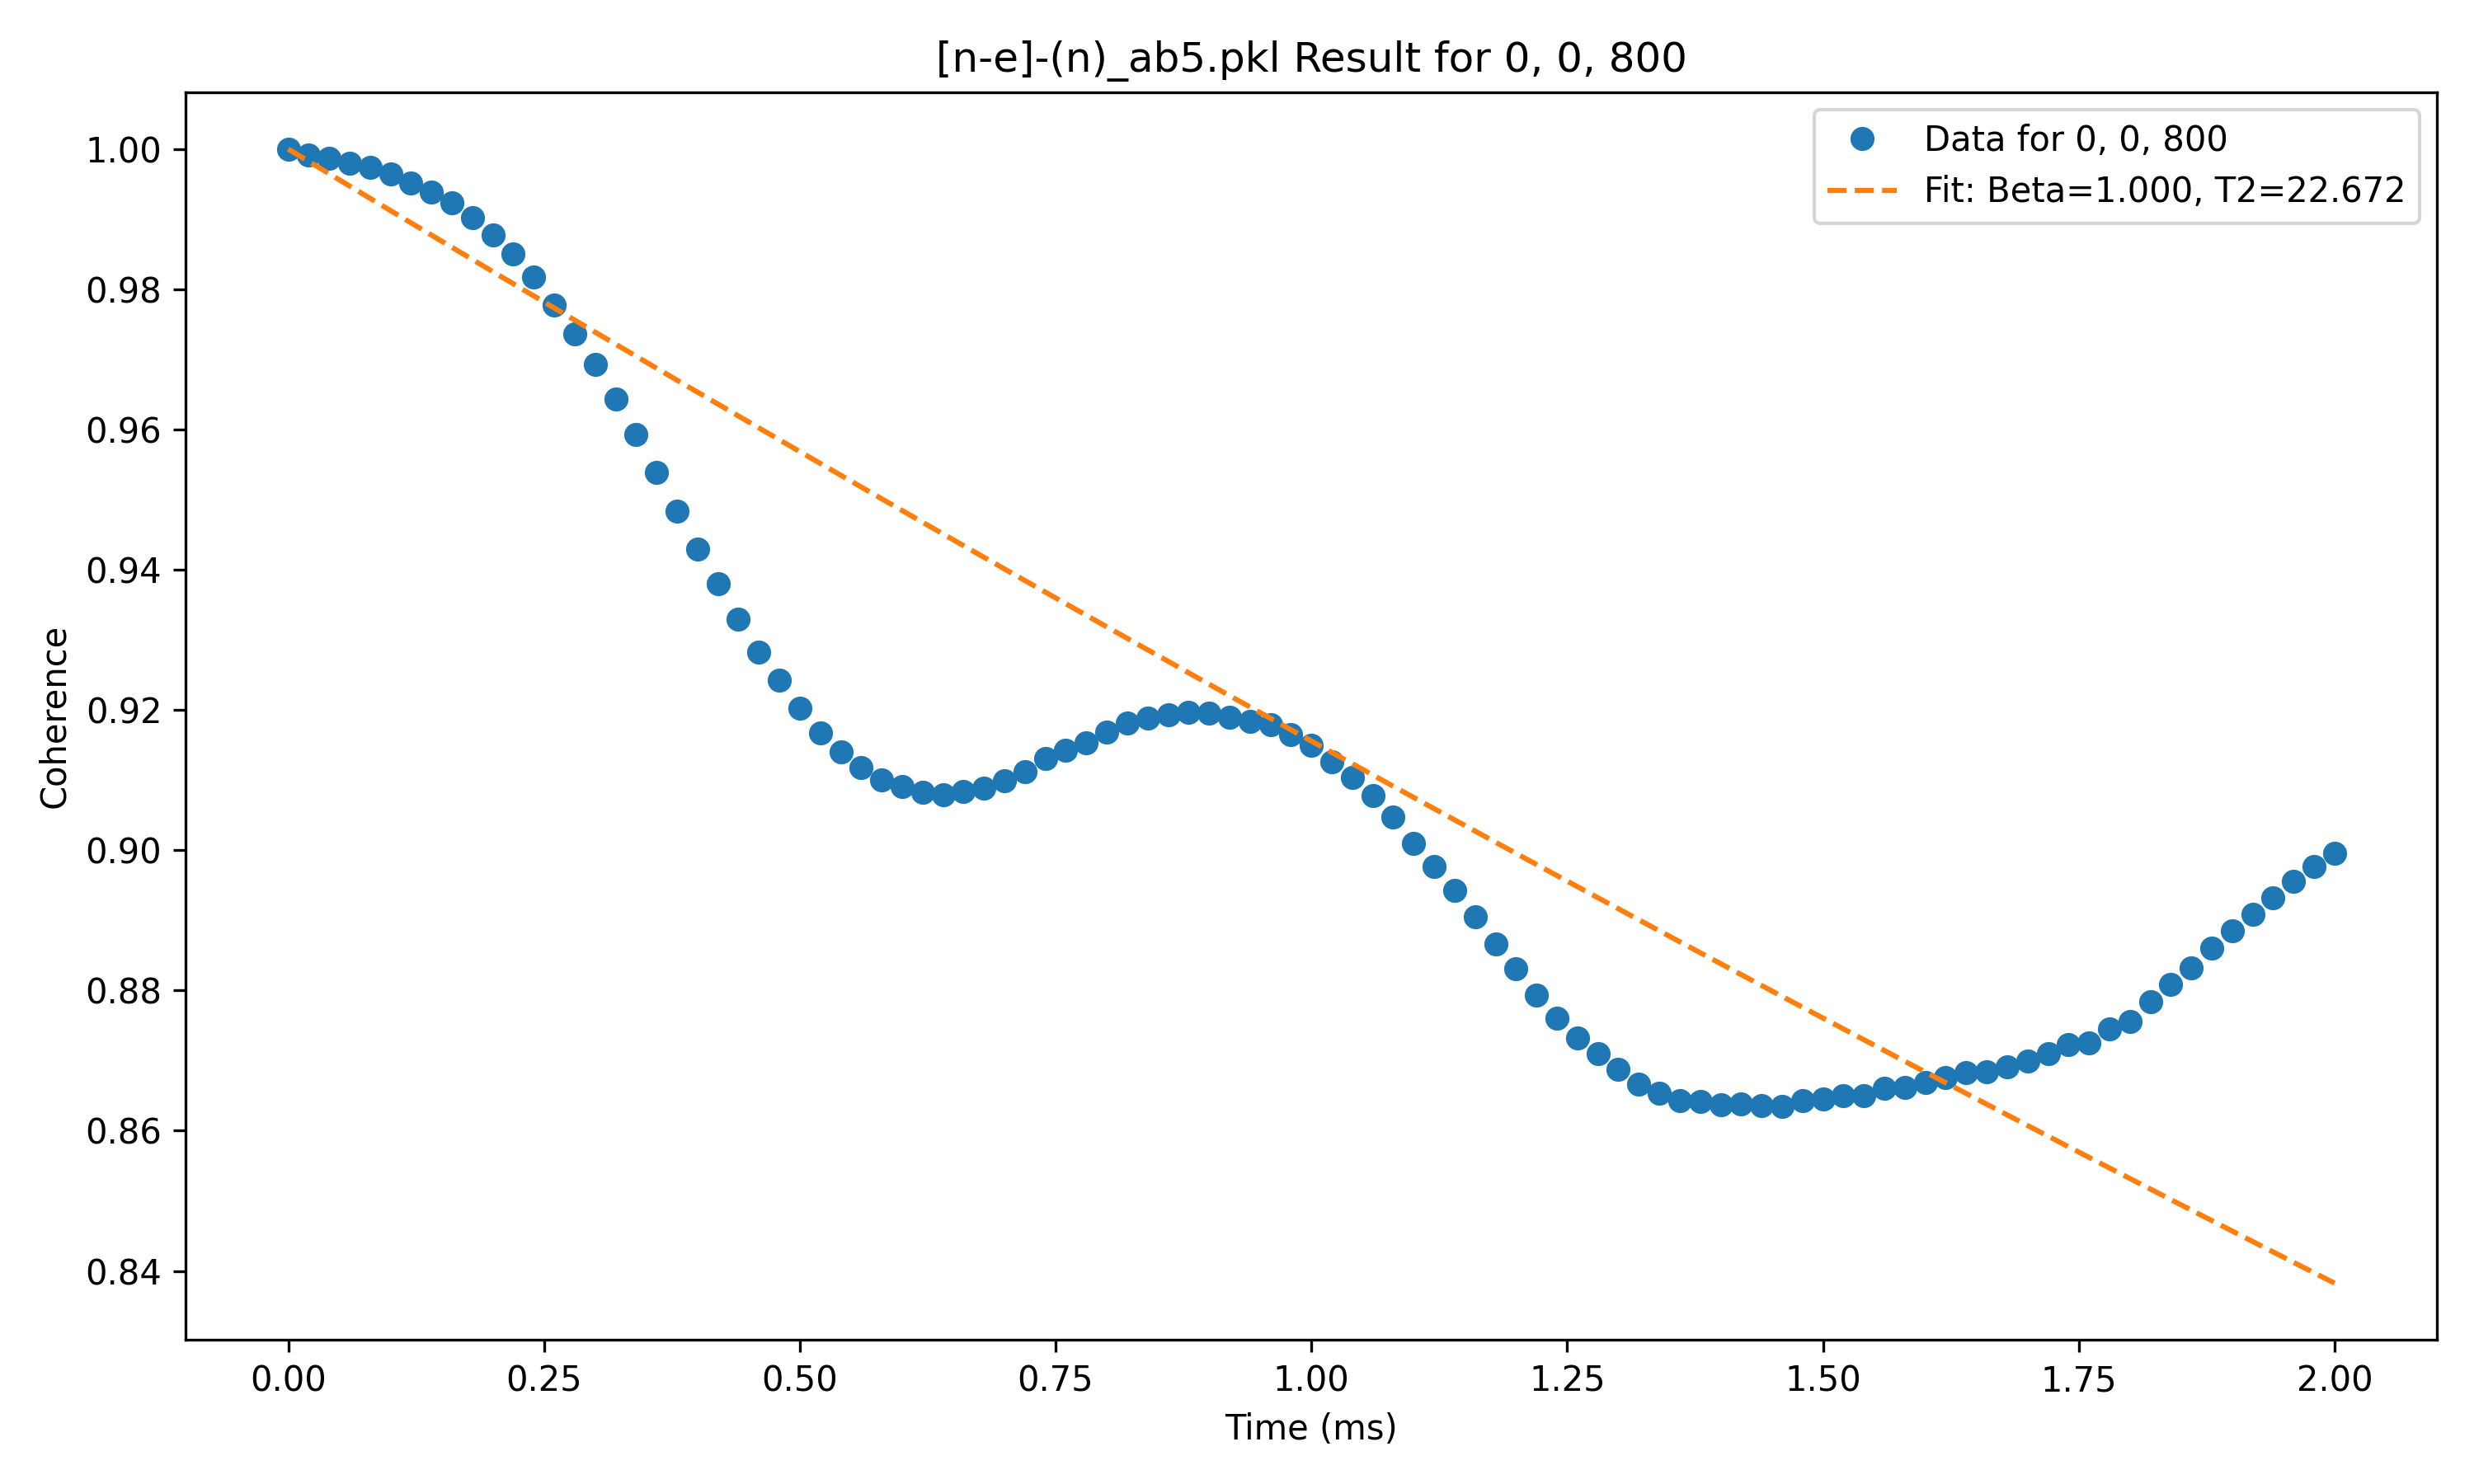 [n-e]-(n)_ab5.pkl Result for 0, 0, 800
Data for 0, 0, 800
Fit: Beta=1.000, T2=22.672
Coherence
1.00
0.98
0.96
0.94
0.92
0.90
0.88
0.86
0.84
0.00 0.25 0.50 0.75 1.00 1.25 1.50 1.75 2.00
Time (ms)